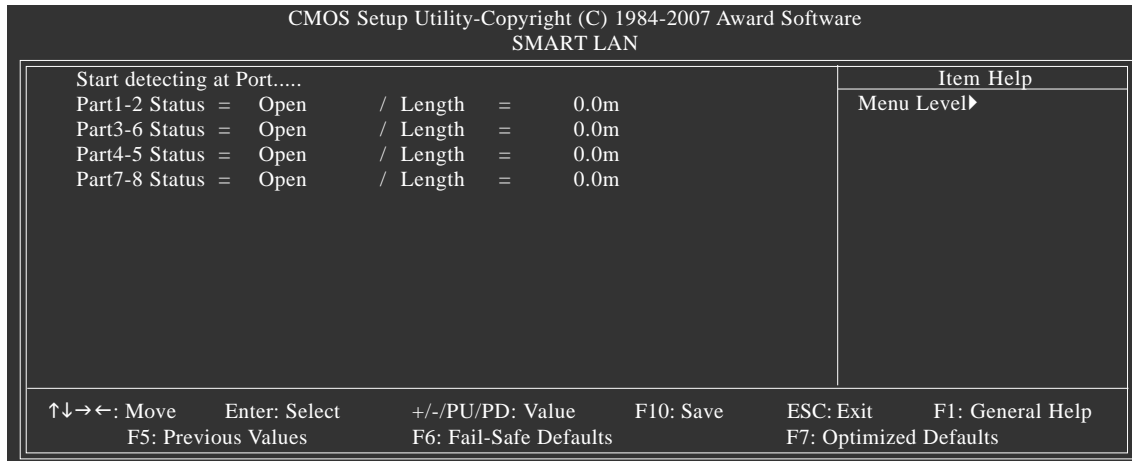 CMOS Setup Utility-Copyright (C) 1984-2007 Award Software
SMART LAN
Start detecting at Port.....
Part1-2 Status = Open / Length = 0.0m
Part3-6 Status = Open / Length = 0.0m
Part4-5 Status = Open / Length = 0.0m
Part7-8 Status = Open / Length = 0.0m
Item Help
Menu Level▶
↑↓→←: Move Enter: Select +/-/PU/PD: Value F10: Save ESC: Exit F1: General Help
F5: Previous Values F6: Fail-Safe Defaults F7: Optimized Defaults